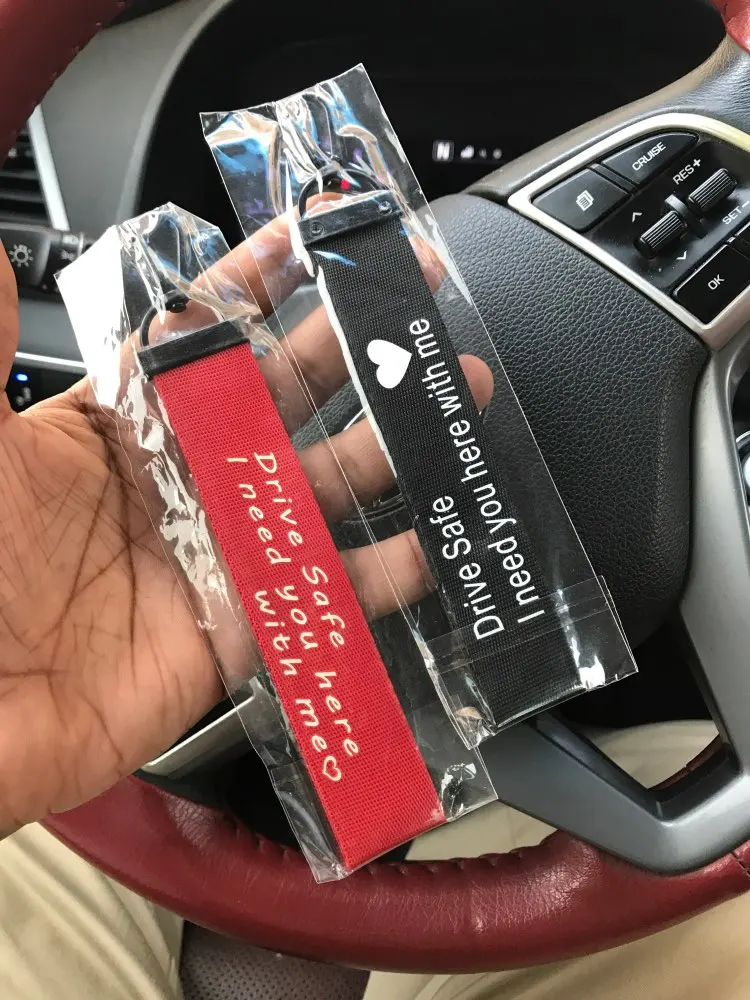 Drive Safe
I need you here
with me♡
Drive Safe
I need you here with me
N
CRUISE
RES+
SET
OK